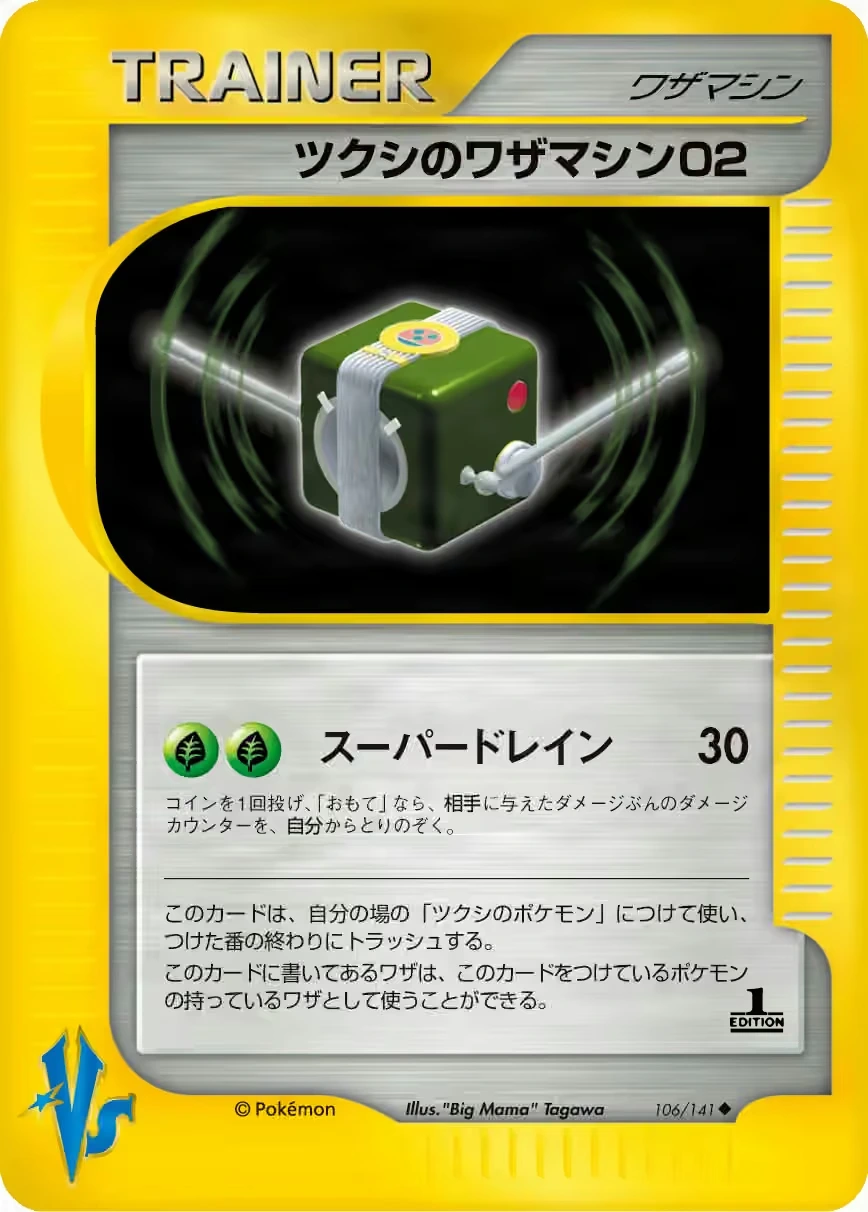 TRAINER
ワザマシン
ツクシのワザマシン02
スーパードレイン 30
コインを1回投げ、「おもて」なら、相手に与えたダメージぶんのダメージ
カウンターを、自分からとりのぞく。
このカードは、自分の場の「ツクシのポケモン」につけて使い、
つけた番の終わりにトラッシュする。
このカードに書いてあるワザは、このカードをつけているポケモン
の持っているワザとして使うことができる。
1
EDITION
VS
© Pokémon Illus."Big Mama" Tagawa 106/141◆